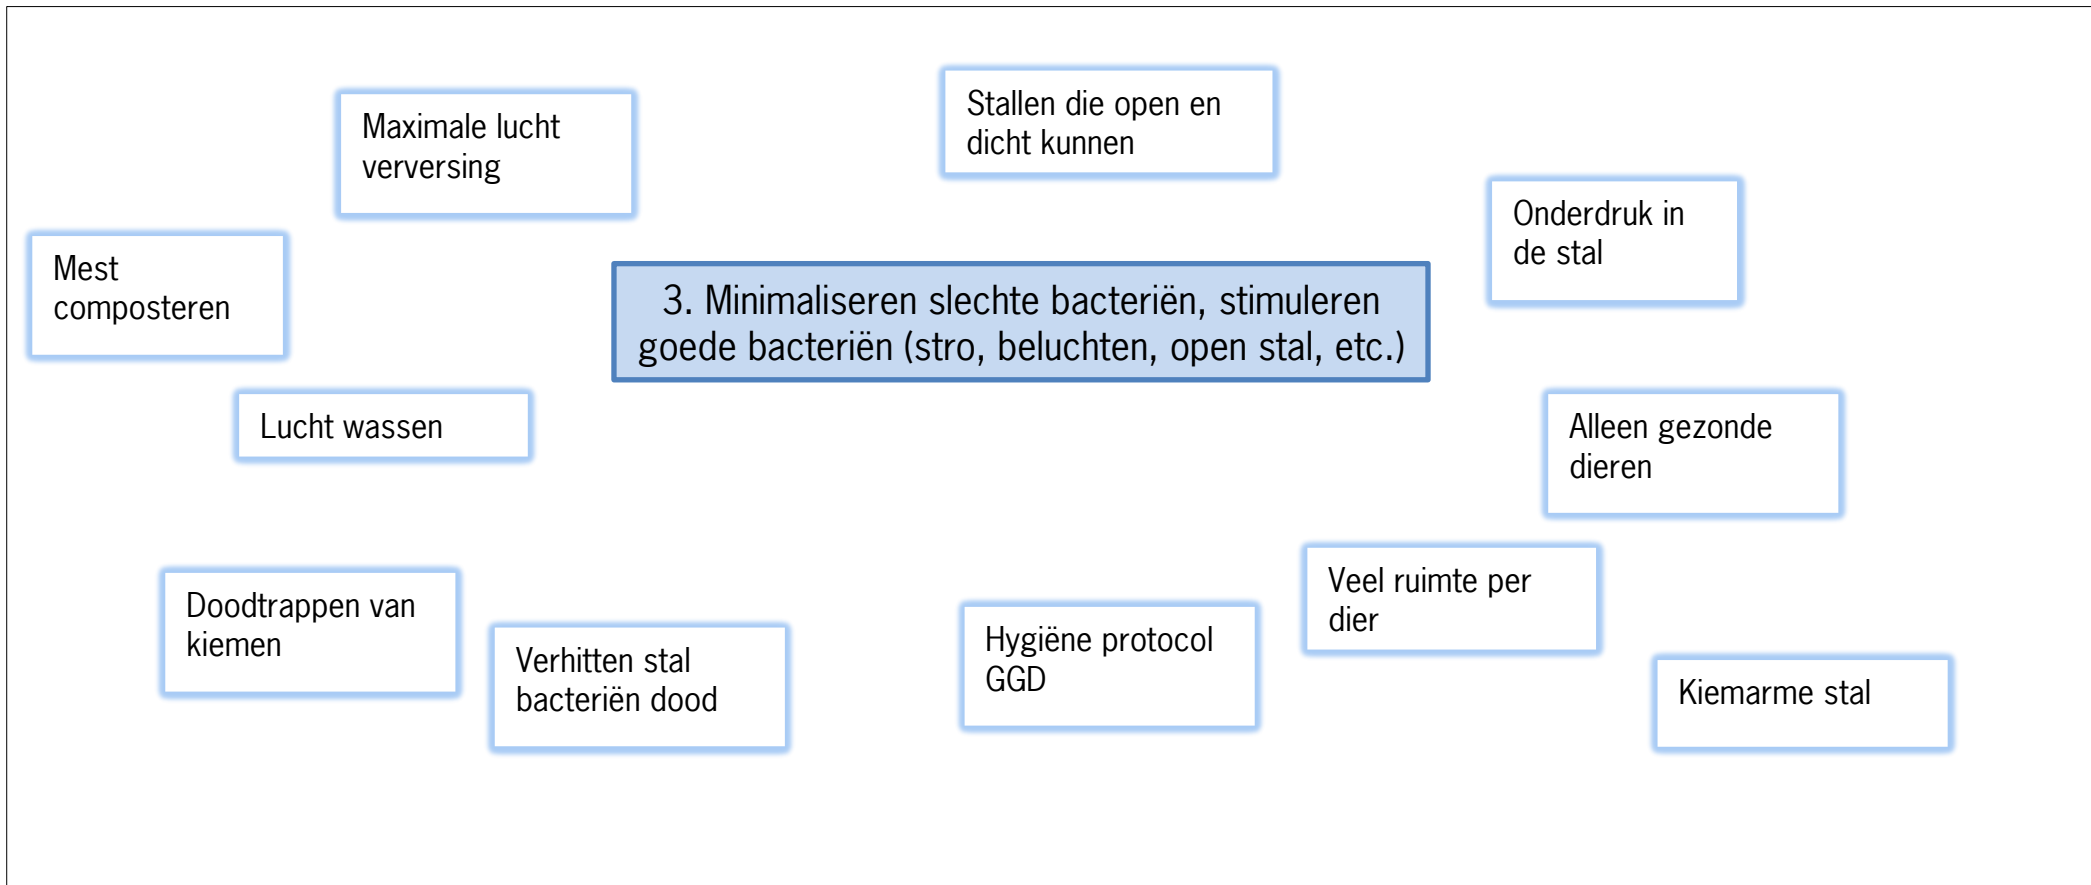 Stallen die open en
dicht kunnen
Maximale lucht
verversing
Onderdruk in
de stal
Mest
composteren
3. Minimaliseren slechte bacteriën, stimuleren
goede bacteriën (stro, beluchten, open stal, etc.)
Lucht wassen
Alleen gezonde
dieren
Veel ruimte per
dier
Doodtrappen van
kiemen
Hygiëne protocol
GGD
Verhitten stal
bacteriën dood
Kiemarme stal